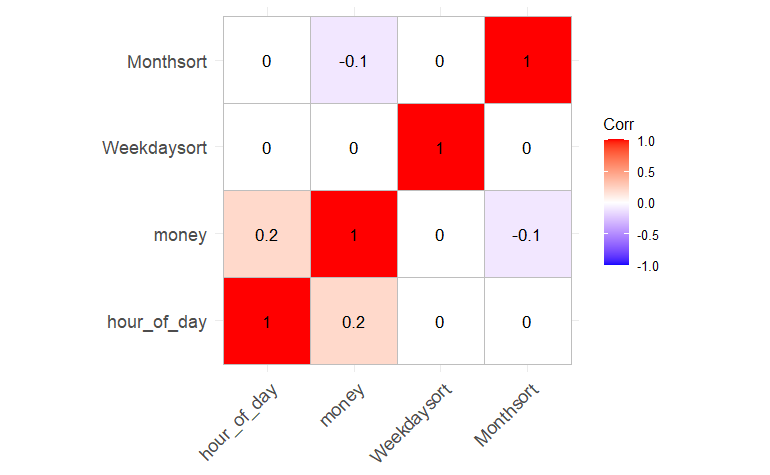 Monthsort 0 -0.1 0 1
Weekdaysort 0 0 1 0
money 0.2 1 0 -0.1
hour_of_day 1 0.2 0 0
hour_of_day money Weekdaysort Monthsort
Corr
1.0
0.5
0.0
-0.5
-1.0